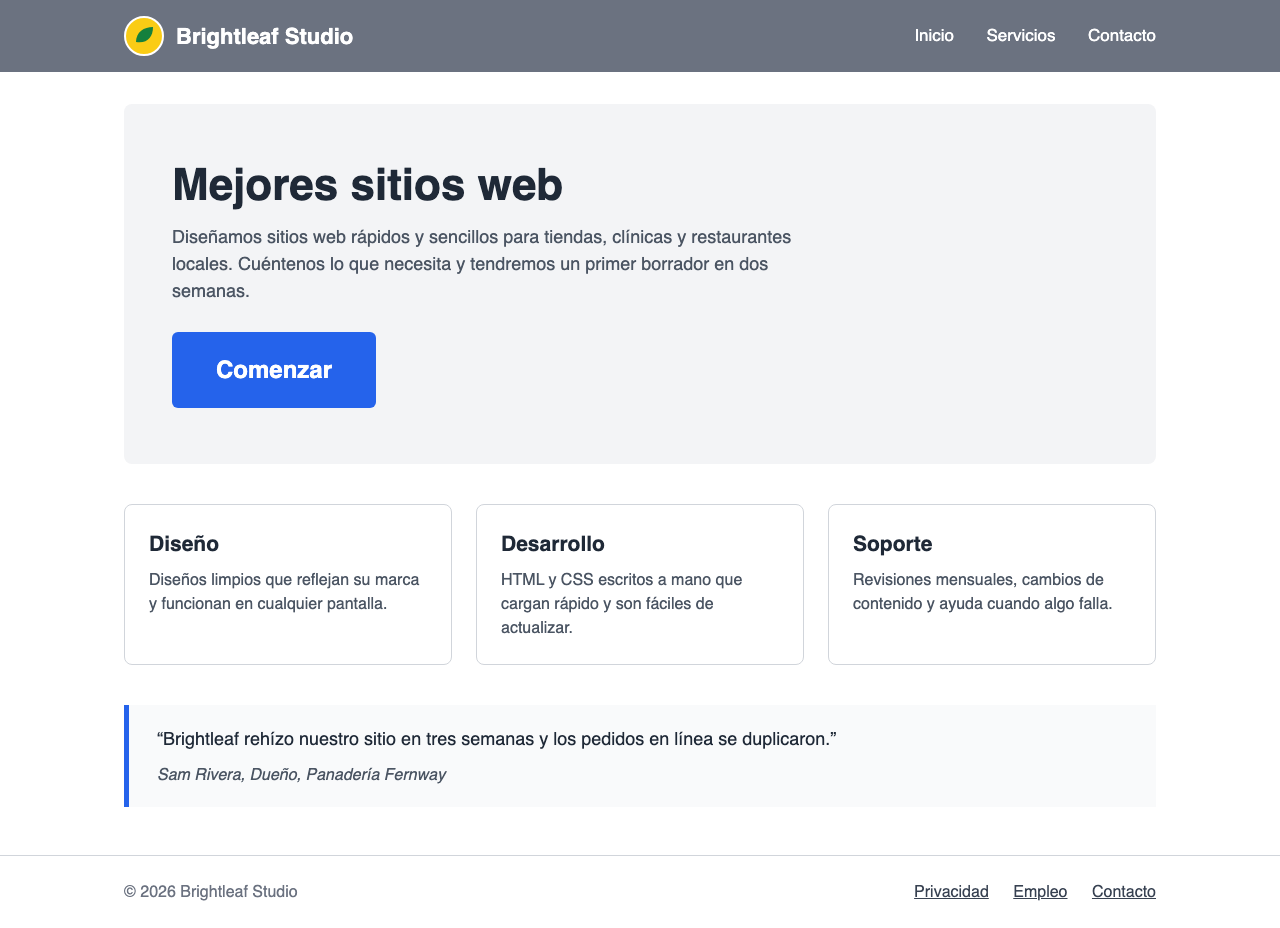 Brightleaf Studio
Inicio Servicios Contacto
Mejores sitios web
Diseñamos sitios web rápidos y sencillos para tiendas, clínicas y restaurantes
locales. Cuéntenos lo que necesita y tendremos un primer borrador en dos
semanas.
Comenzar
Diseño
Diseños limpios que reflejan su marca
y funcionan en cualquier pantalla.
Desarrollo
HTML y CSS escritos a mano que
cargan rápido y son fáciles de
actualizar.
Soporte
Revisiones mensuales, cambios de
contenido y ayuda cuando algo falla.
“Brightleaf rehízo nuestro sitio en tres semanas y los pedidos en línea se duplicaron.”
Sam Rivera, Dueño, Panadería Fernway
© 2026 Brightleaf Studio
Privacidad Empleo Contacto